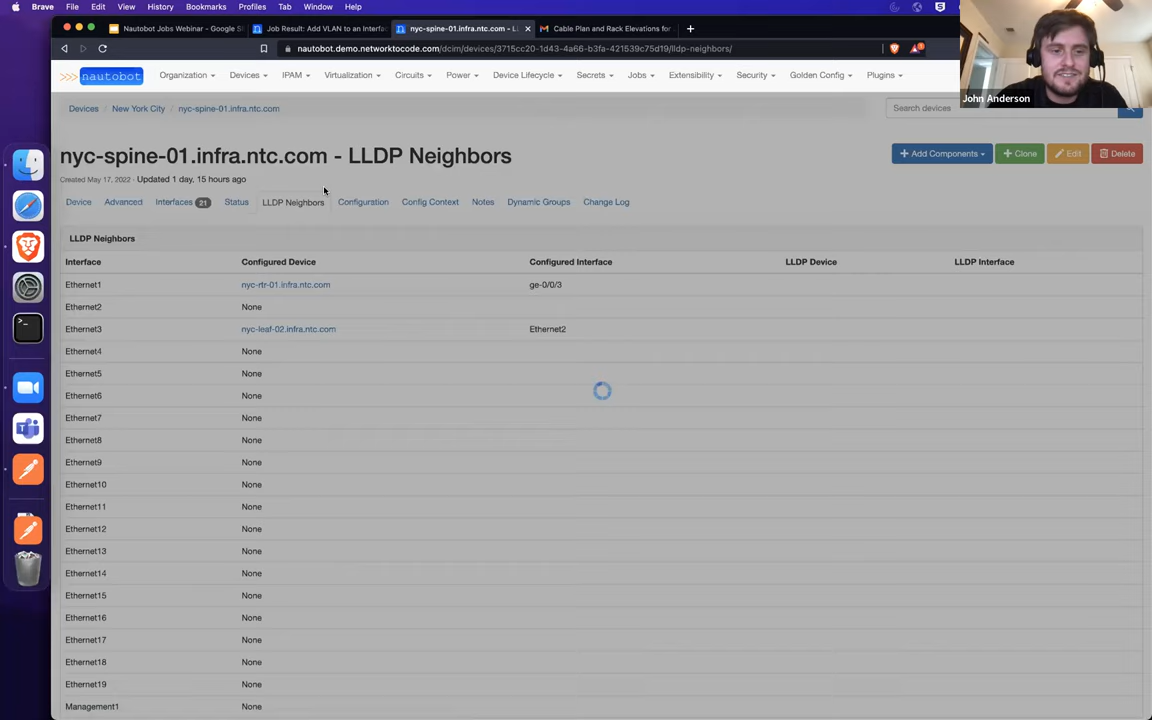 Brave File Edit View History Bookmarks Profiles Tab Window Help
Nautobot Jobs Webinar - Google S
Job Result: Add VLAN to an Interfac
nyc-spine-01.infra.ntc.com - L
Cable Plan and Rack Elevations for
nautobot.demo.networktocode.com/dcim/devices/3715cc20-1d43-4a66-b3fa-421539c75d19/lldp-neighbors/
>>> nautobot Organization Devices IPAM Virtualization Circuits Power Device Lifecycle Secrets Jobs Extensibility Security Golden Config Plugins
John Anderson
Devices New York City nyc-spine-01.infra.ntc.com Search devices
nyc-spine-01.infra.ntc.com - LLDP Neighbors
+ Add Components + Clone Edit Delete
Created May 17, 2022 · Updated 1 day, 15 hours ago
Device Advanced Interfaces 21 Status LLDP Neighbors Configuration Config Context Notes Dynamic Groups Change Log
LLDP Neighbors
Interface Configured Device Configured Interface LLDP Device LLDP Interface
Ethernet1 nyc-rtr-01.infra.ntc.com ge-0/0/3
Ethernet2 None
Ethernet3 nyc-leaf-02.infra.ntc.com Ethernet2
Ethernet4 None
Ethernet5 None
Ethernet6 None
Ethernet7 None
Ethernet8 None
Ethernet9 None
Ethernet10 None
Ethernet11 None
Ethernet12 None
Ethernet13 None
Ethernet14 None
Ethernet15 None
Ethernet16 None
Ethernet17 None
Ethernet18 None
Ethernet19 None
Management1 None